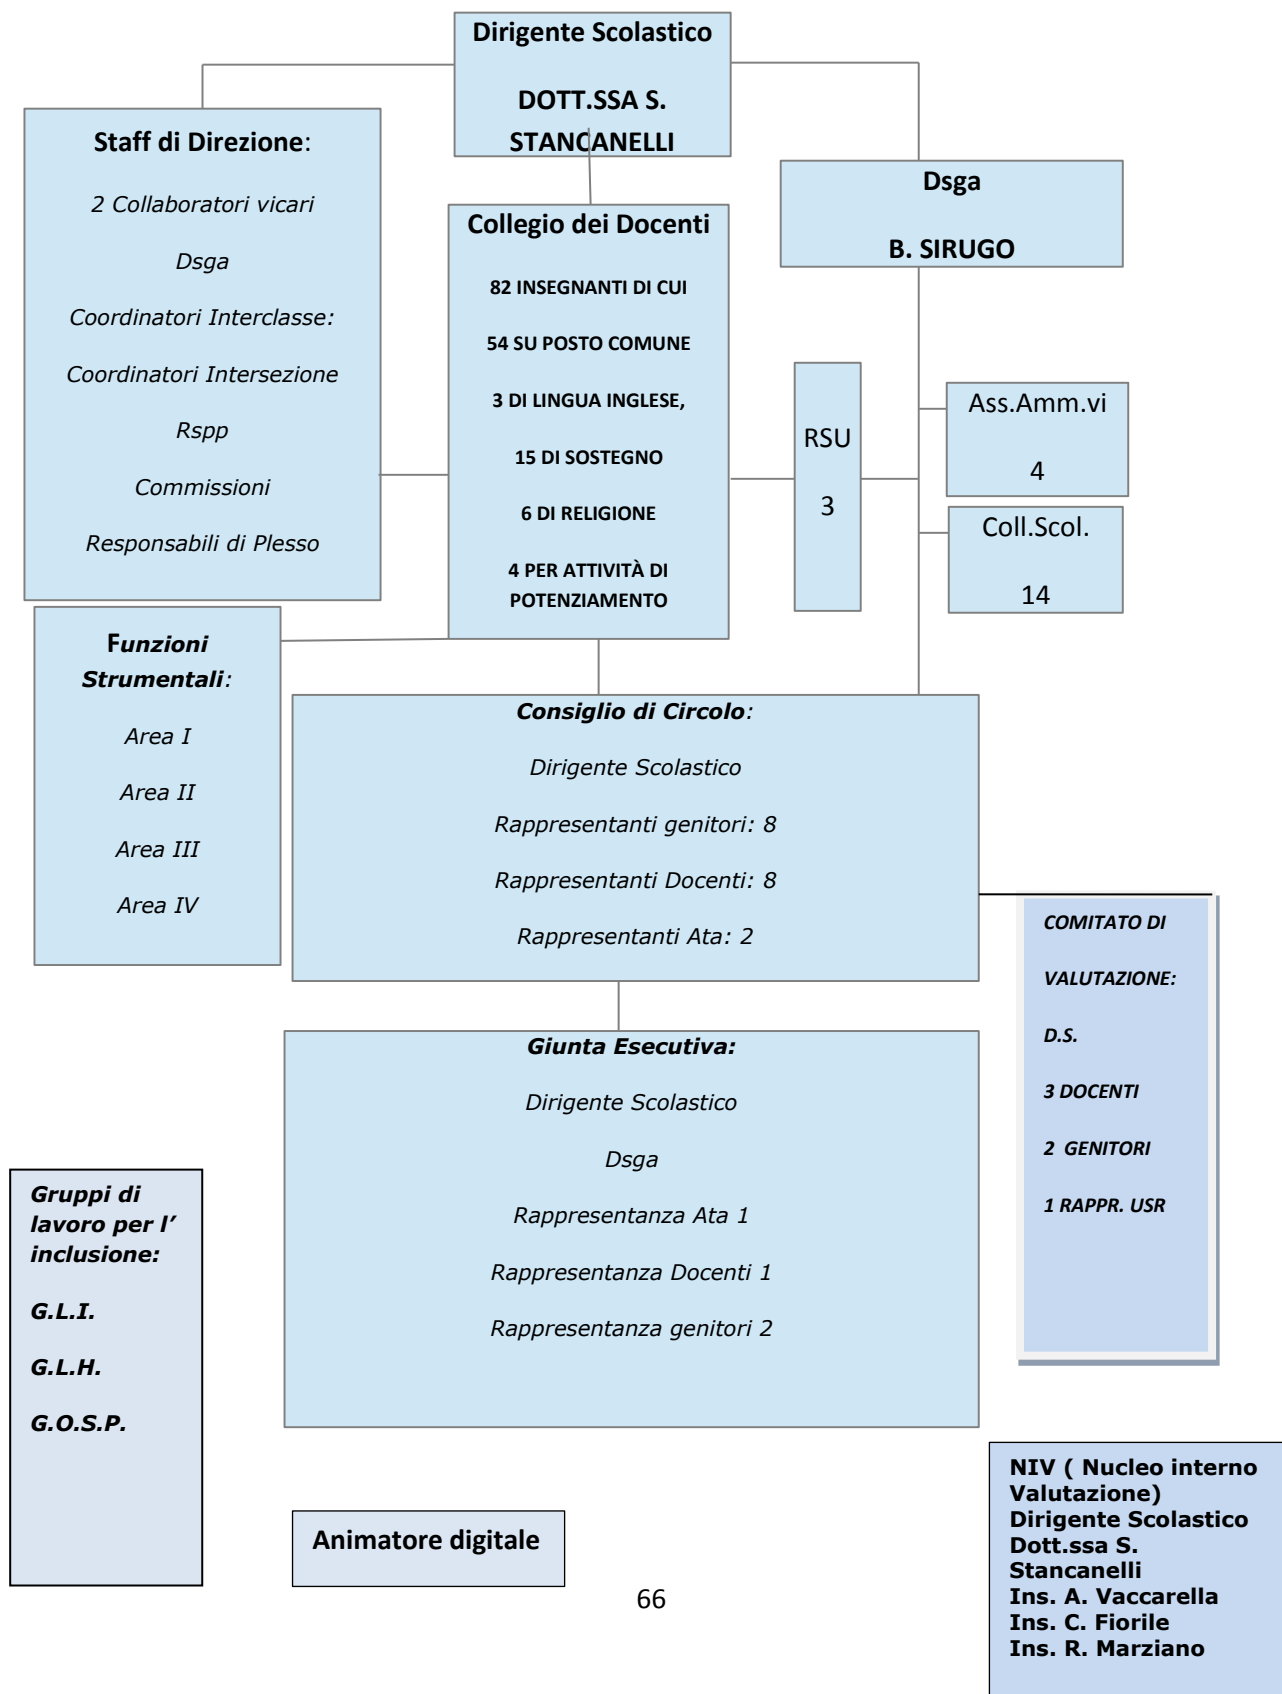 Dirigente Scolastico
DOTT.SSA S.
STANCANELLI
Staff di Direzione:
2 Collaboratori vicari
Dsga
Coordinatori Interclasse:
Coordinatori Intersezione
Rspp
Commissioni
Responsabili di Plesso
Collegio dei Docenti
82 INSEGNANTI DI CUI
54 SU POSTO COMUNE
3 DI LINGUA INGLESE,
15 DI SOSTEGNO
6 DI RELIGIONE
4 PER ATTIVITÀ DI
POTENZIAMENTO
Dsga
B. SIRUGO
RSU
3
Ass.Amm.vi
4
Coll.Scol.
14
Funzioni
Strumentali:
Area I
Area II
Area III
Area IV
Consiglio di Circolo:
Dirigente Scolastico
Rappresentanti genitori: 8
Rappresentanti Docenti: 8
Rappresentanti Ata: 2
COMITATO DI
VALUTAZIONE:
D.S.
3 DOCENTI
2 GENITORI
1 RAPPR. USR
Giunta Esecutiva:
Dirigente Scolastico
Dsga
Rappresentanza Ata 1
Rappresentanza Docenti 1
Rappresentanza genitori 2
Gruppi di
lavoro per l'
inclusione:
G.L.I.
G.L.H.
G.O.S.P.
Animatore digitale
NIV ( Nucleo interno
Valutazione)
Dirigente Scolastico
Dott.ssa S.
Stancanelli
Ins. A. Vaccarella
Ins. C. Fiorile
Ins. R. Marziano
66